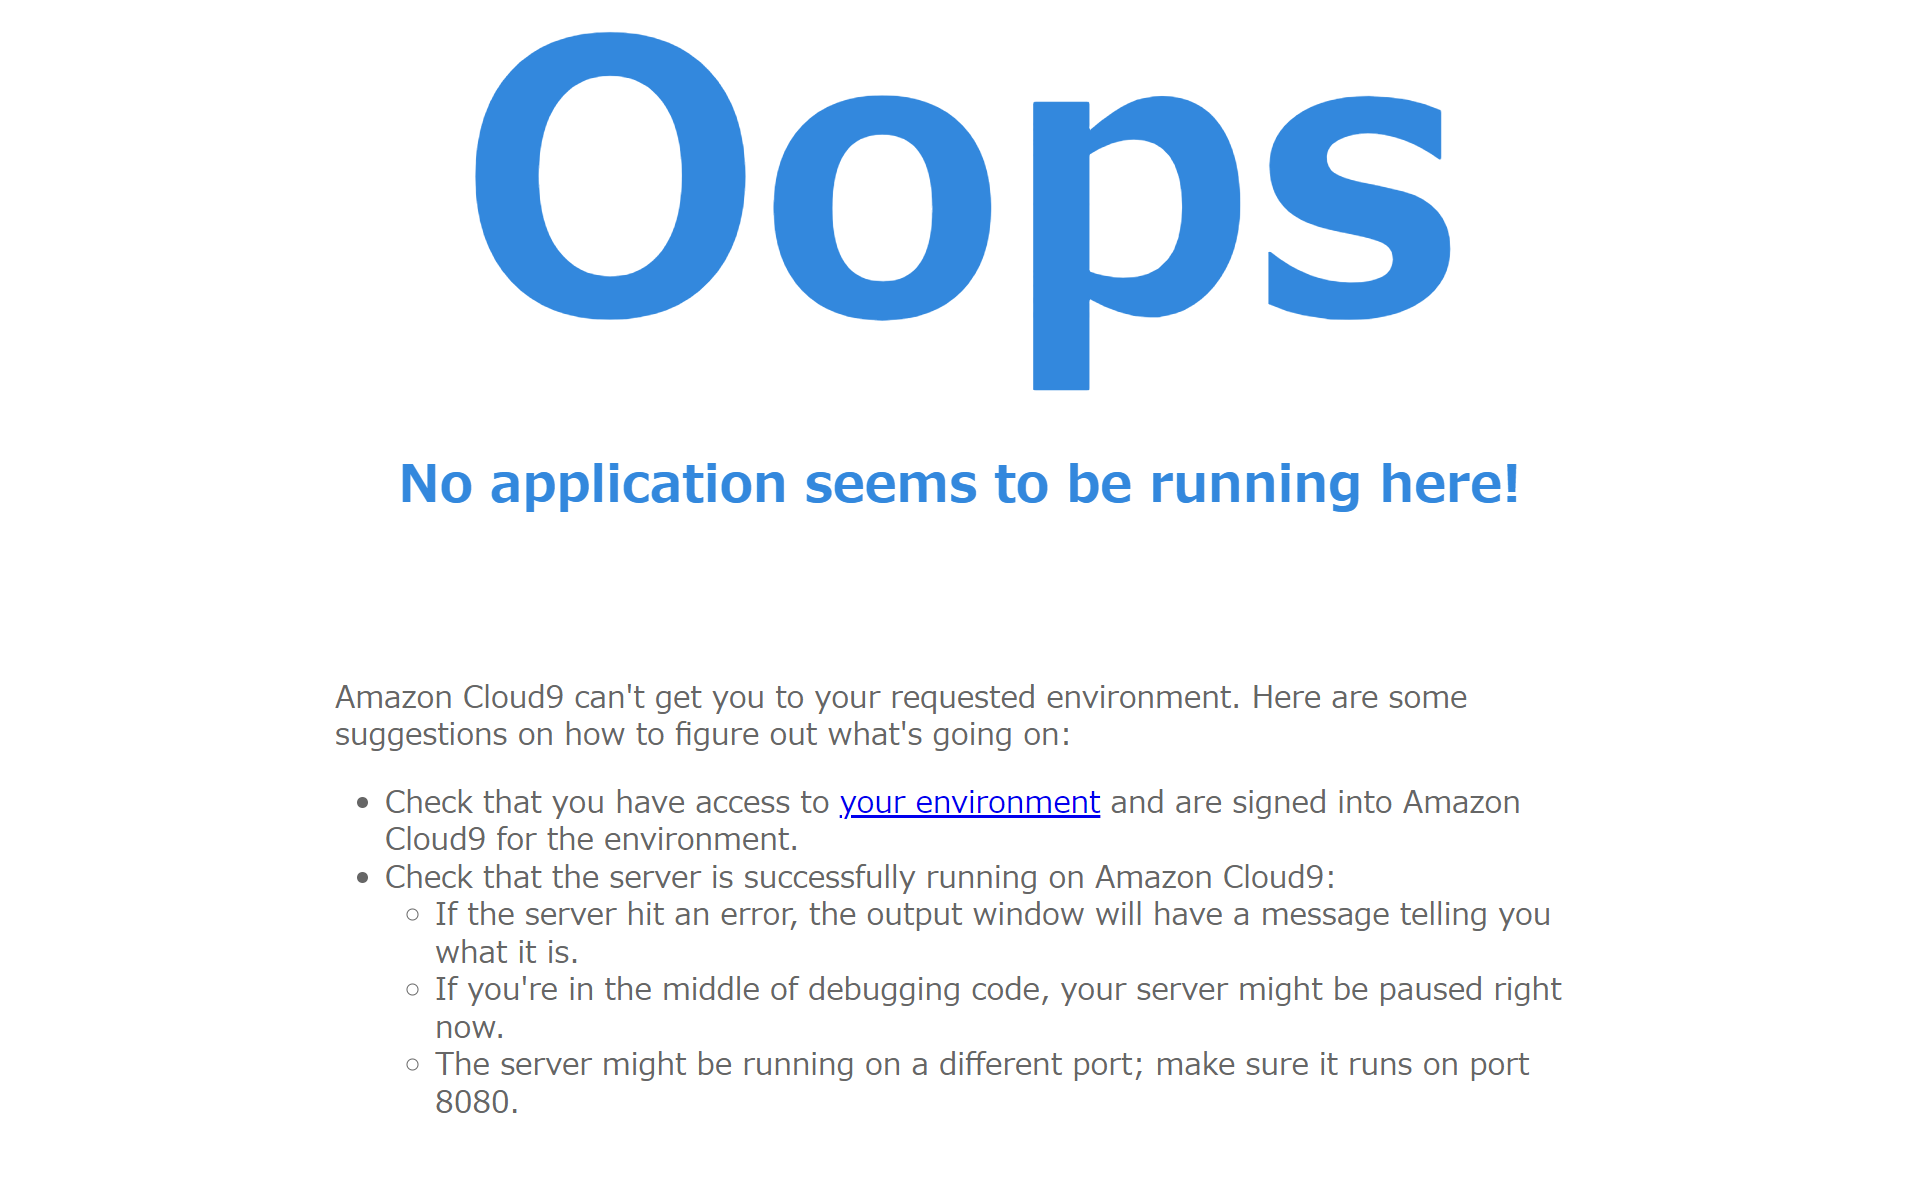 Oops
No application seems to be running here!
Amazon Cloud9 can't get you to your requested environment. Here are some
suggestions on how to figure out what's going on:
Check that you have access to your environment and are signed into Amazon
Cloud9 for the environment.
Check that the server is successfully running on Amazon Cloud9:
If the server hit an error, the output window will have a message telling you
what it is.
If you're in the middle of debugging code, your server might be paused right
now.
The server might be running on a different port; make sure it runs on port
8080.